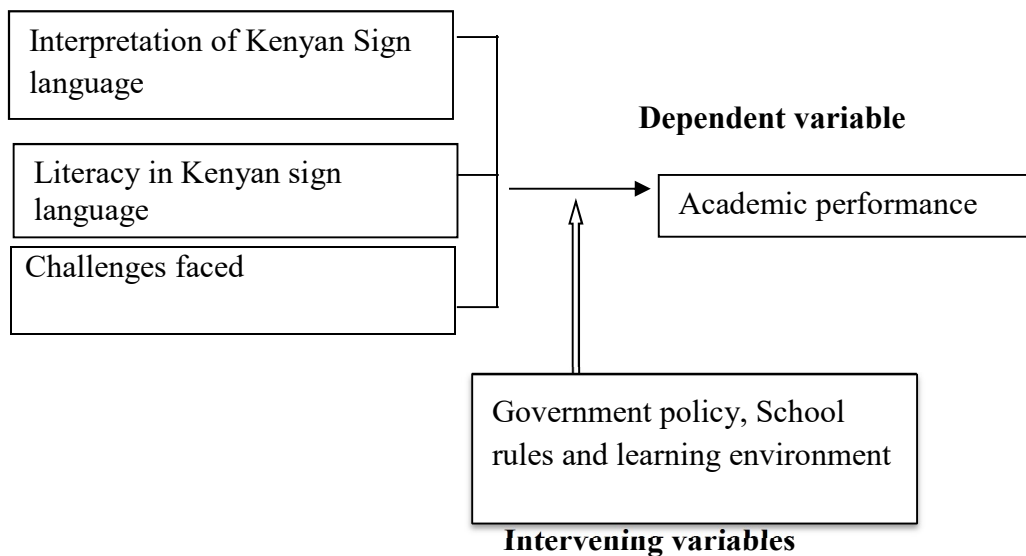 Interpretation of Kenyan Sign
language
Dependent variable
Literacy in Kenyan sign
language
Academic performance
Challenges faced
Government policy, School
rules and learning environment
Intervening variables